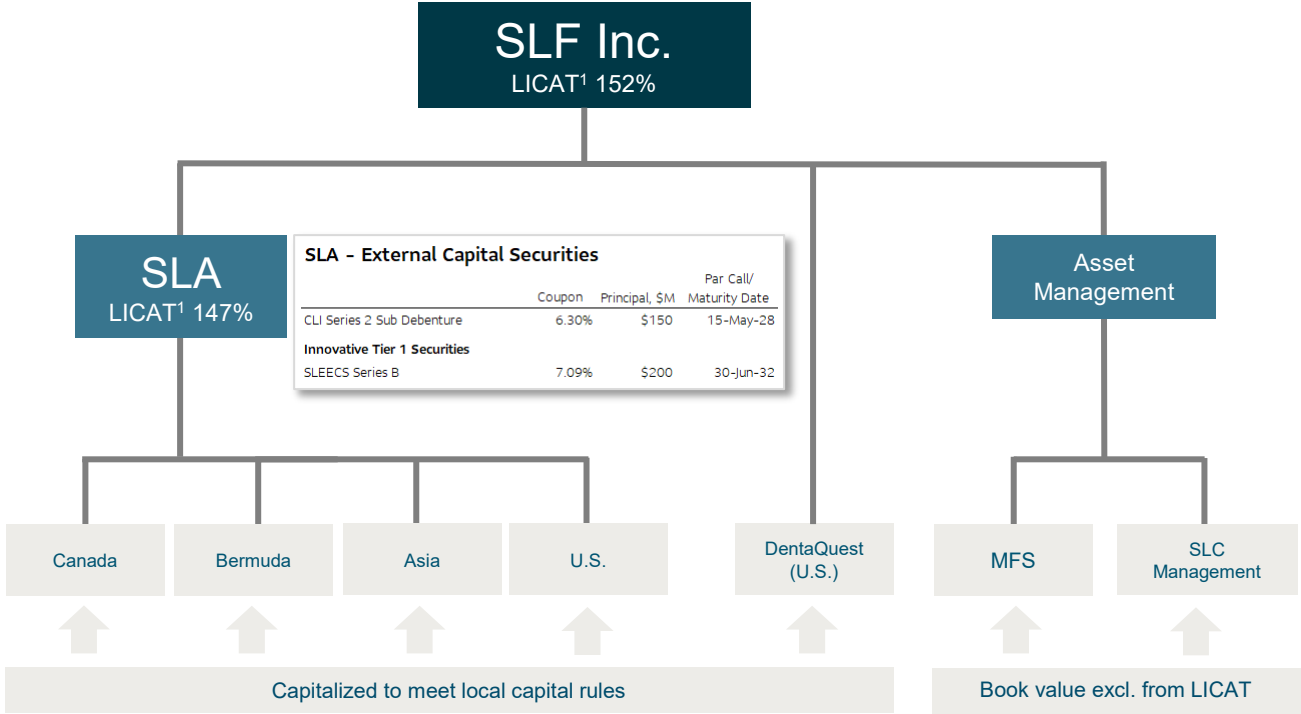 SLF Inc.
LICAT¹ 152%
SLA
LICAT¹ 147%
SLA – External Capital Securities
Par Call/
Coupon Principal, $M Maturity Date
CLI Series 2 Sub Debenture 6.30% $150 15-May-28
Innovative Tier 1 Securities
SLEECS Series B 7.09% $200 30-Jun-32
Asset
Management
Canada
Bermuda
Asia
U.S.
DentaQuest
(U.S.)
MFS
SLC
Management
Capitalized to meet local capital rules
Book value excl. from LICAT